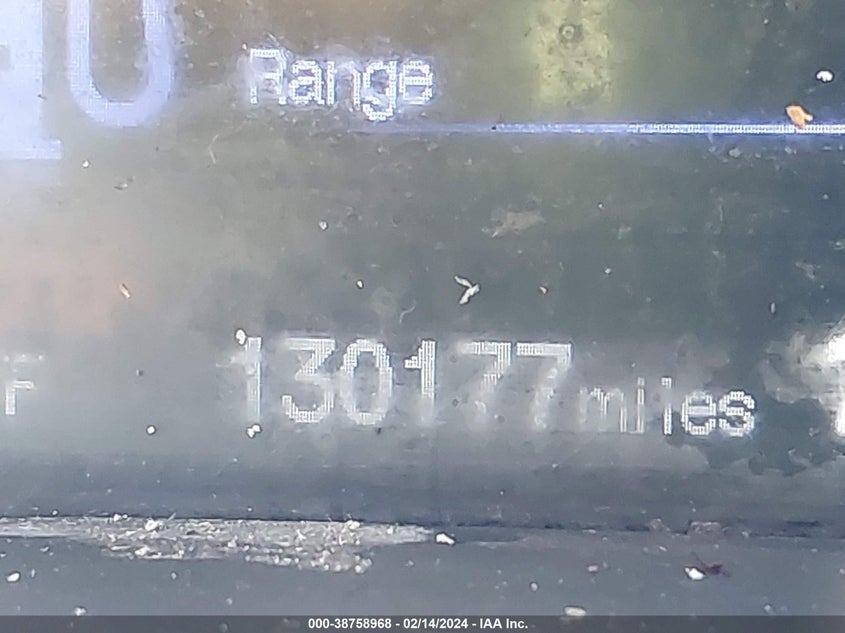 Range
F
130177 miles
000-38758968 - 02/14/2024 - IAA Inc.